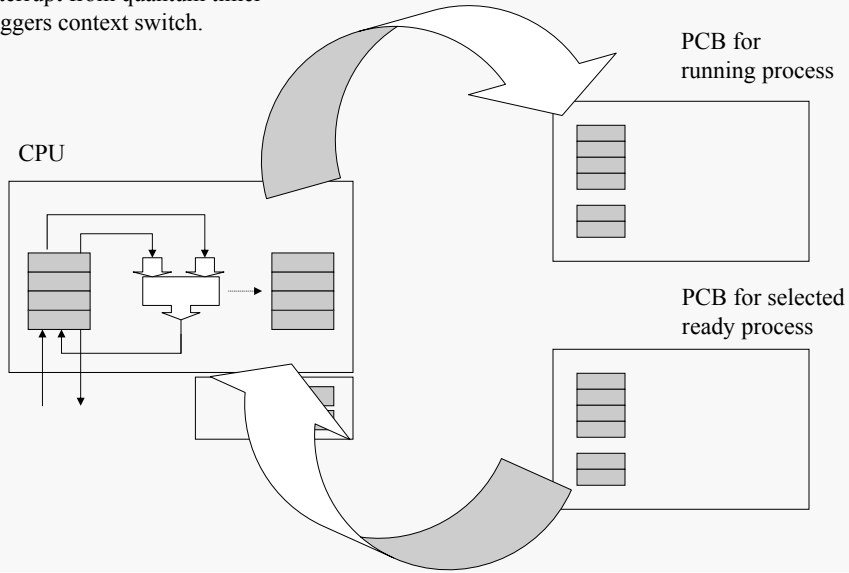 from quantum timer
context switch.
PCB for
running process
CPU
PCB for selected
ready process